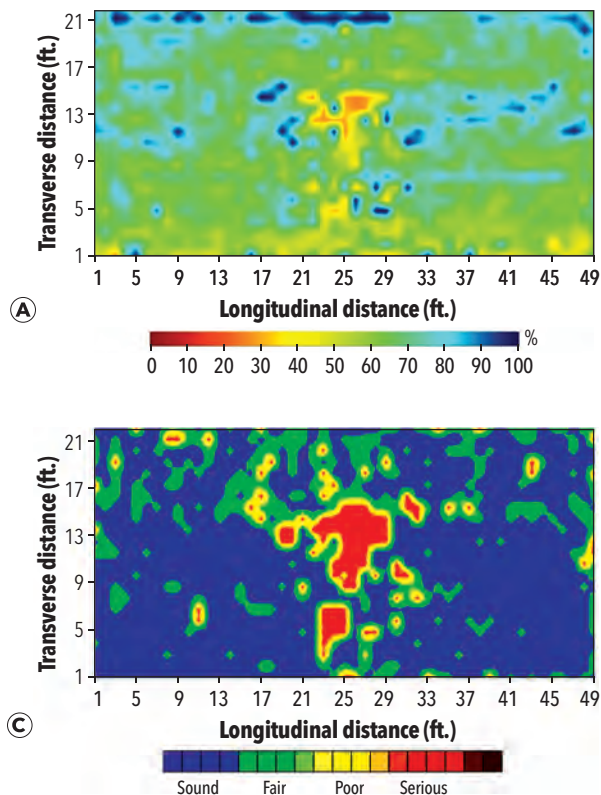 21
17
13
9
5
1
Transverse distance (ft.)
1 5 9 13 17 21 25 29 33 37 41 45 49
Longitudinal distance (ft.)
A
%
0 10 20 30 40 50 60 70 80 90 100
21
17
13
9
5
1
Transverse distance (ft.)
1 5 9 13 17 21 25 29 33 37 41 45 49
Longitudinal distance (ft.)
C
Sound Fair Poor Serious